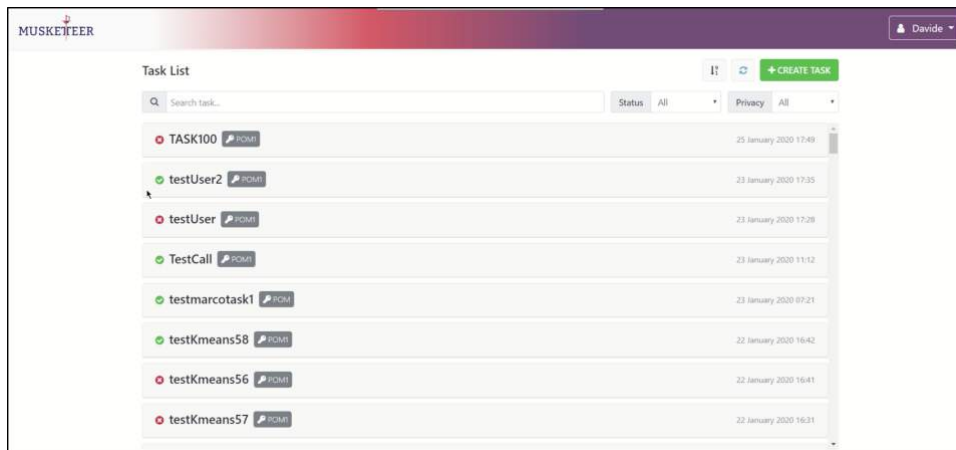 MUSKETEER
Davide
Task List
+ CREATE TASK
Search task...
Status All
Privacy All
TASK100 POM1 25 January 2020 17:49
testUser2 POM1 23 January 2020 17:35
testUser POM1 23 January 2020 17:28
TestCall POM1 23 January 2020 11:12
testmarcotask1 POM 23 January 2020 07:21
testKmeans58 POM1 22 January 2020 16:42
testKmeans56 POM1 22 January 2020 16:41
testKmeans57 POM1 22 January 2020 16:31